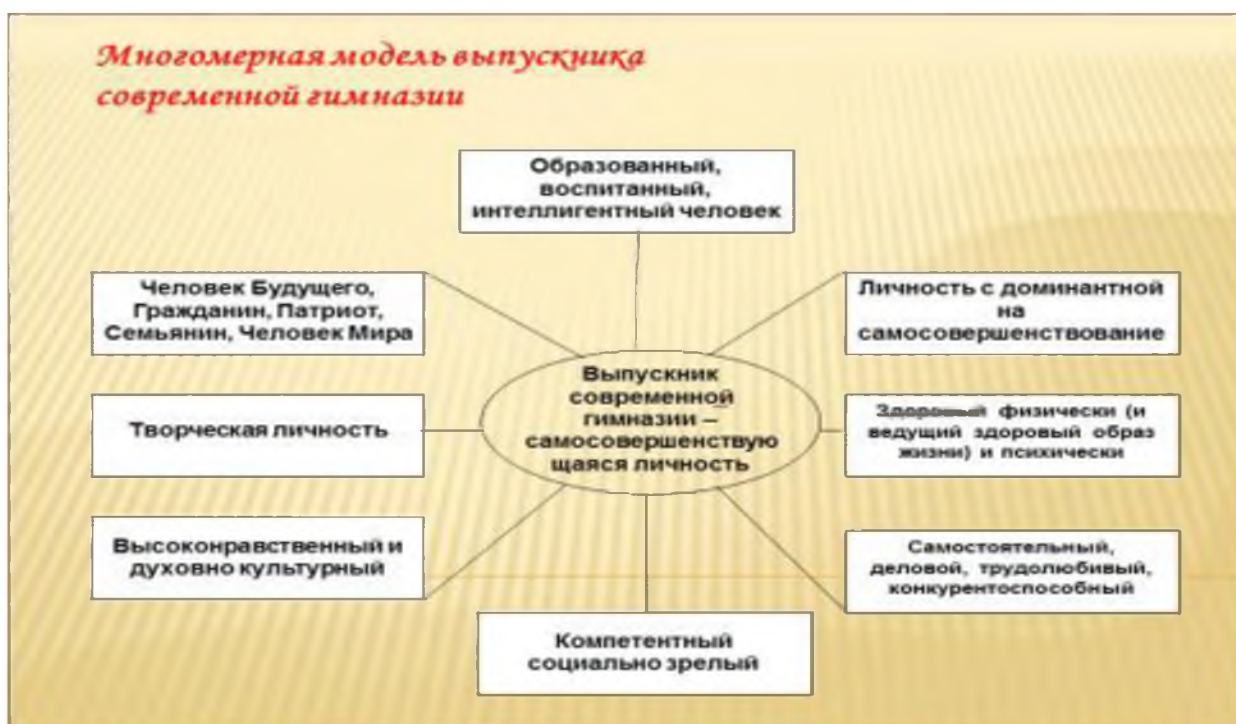 Многомерная модель выпускника
современной гимназии
Образованный,
воспитанный,
интеллигентный человек
Человек Будущего,
Гражданин, Патриот,
Семьянин, Человек Мира
Личность с доминантной
на
самосовершенствование
Выпускник
современной
гимназии –
самосовершенствую
щаяся личность
Творческая личность
Здоровый физически (и
ведущий здоровый образ
жизни) и психически
Высоконравственный и
духовно культурный
Самостоятельный,
деловой, трудолюбивый,
конкурентоспособный
Компетентный
социально зрелый